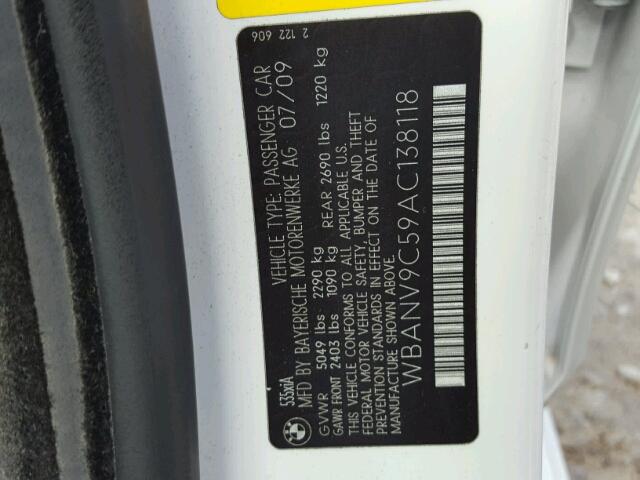 535xiA
VEHICLE TYPE: PASSENGER CAR
MFD BY BAYERISCHE MOTORENWERKE AG 07/09
GVWR 5049 lbs 2290 kg
GAWR FRONT 2403 lbs 1090 kg REAR 2690 lbs 1220 kg
THIS VEHICLE CONFORMS TO ALL APPLICABLE U.S.
FEDERAL MOTOR VEHICLE SAFETY, BUMPER AND THEFT
PREVENTION STANDARDS IN EFFECT ON THE DATE OF
MANUFACTURE SHOWN ABOVE.
WBANV9C59AC138118
2 122 606